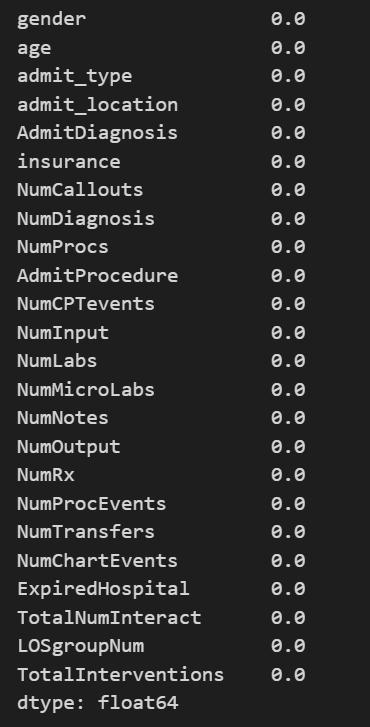 gender 0.0
age 0.0
admit_type 0.0
admit_location 0.0
AdmitDiagnosis 0.0
insurance 0.0
NumCallouts 0.0
NumDiagnosis 0.0
NumProcs 0.0
AdmitProcedure 0.0
NumCPTevents 0.0
NumInput 0.0
NumLabs 0.0
NumMicroLabs 0.0
NumNotes 0.0
NumOutput 0.0
NumRx 0.0
NumProcEvents 0.0
NumTransfers 0.0
NumChartEvents 0.0
ExpiredHospital 0.0
TotalNumInteract 0.0
LOSgroupNum 0.0
TotalInterventions 0.0
dtype: float64